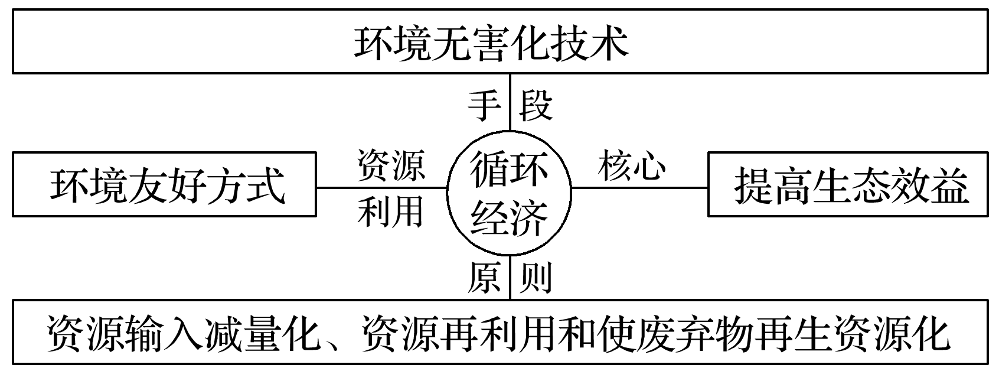 环境无害化技术
手段
环境友好方式
资源
利用
循环
经济
核心
提高生态效益
原则
资源输入减量化、资源再利用和使废弃物再生资源化